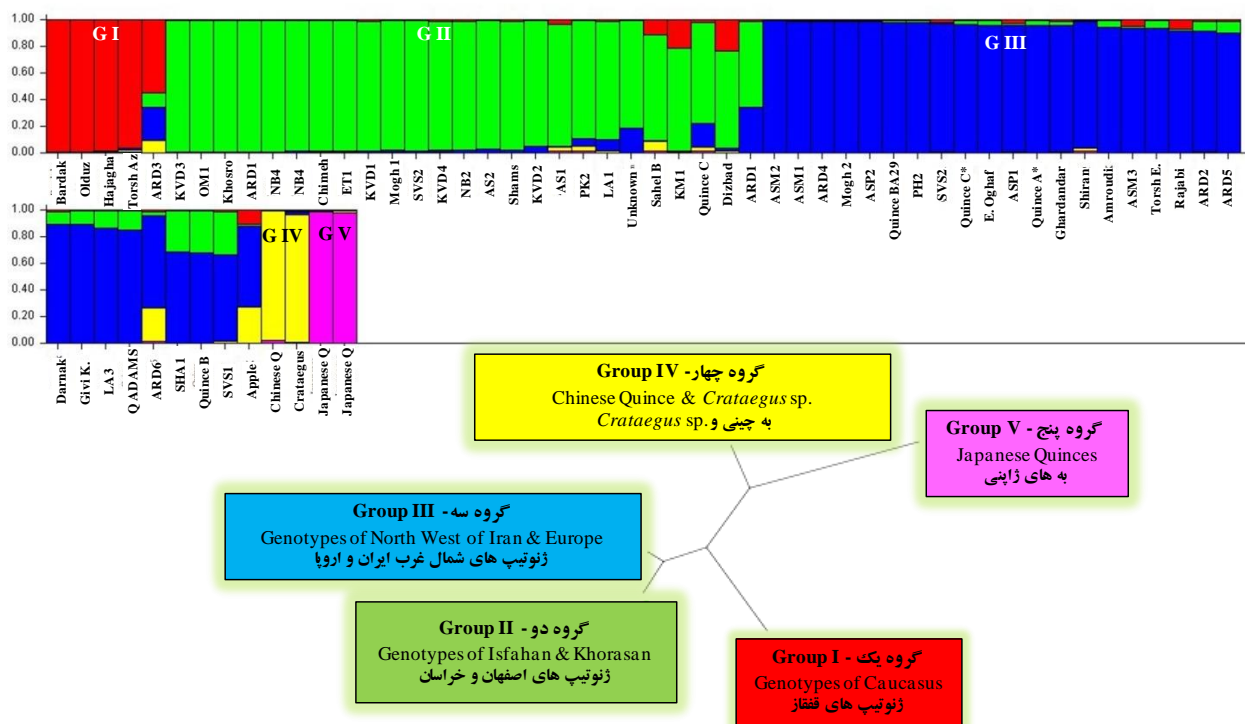 1.00
0.80
0.60
0.40
0.20
0.00
G I
G II
G III
Bardak
Olduz
Hajagha
Torsh Az
ARD3
KVD3
OM1
Khosro
ARD1
NB4
NB4
Chimeh
ET1
KVD1
Mogh 1
SVS2
KVD4
NB2
AS2
Shams
KVD2
AS1
PK2
LA1
Unknown *
Sahel B
KM1
Quince C
Dizbad
ARD1
ASM2
ASM1
ARD4
Mogh 2
ASP2
Quince BA29
PH2
SVS2
Quince C*
E. Oghaf
ASP1
Quince A*
Ghardandar
Shiran
Amroudi
ASM3
Tosh E.
Rajabi
ARD2
ARD5
1.00
0.80
0.60
0.40
0.20
0.00
G IV
G V
Darnak
Givi K.
LA3
Q ADAMS
ARD6
SHA1
Quince B
SVS1
Apple
Chinese Q
Crataegus
Japanese Q
Japanese Q
Group IV - گروه چهار
Chinese Quince & Crataegus sp.
به چینی و Crataegus sp.
Group V - گروه پنج
Japanese Quinces
به های ژاپنی
Group III - گروه سه
Genotypes of North West of Iran & Europe
ژنوتیپ های شمال غرب ایران و اروپا
Group II - گروه دو
Genotypes of Isfahan & Khorasan
ژنوتیپ های اصفهان و خراسان
Group I - گروه یک
Genotypes of Caucasus
ژنوتیپ های قفقاز